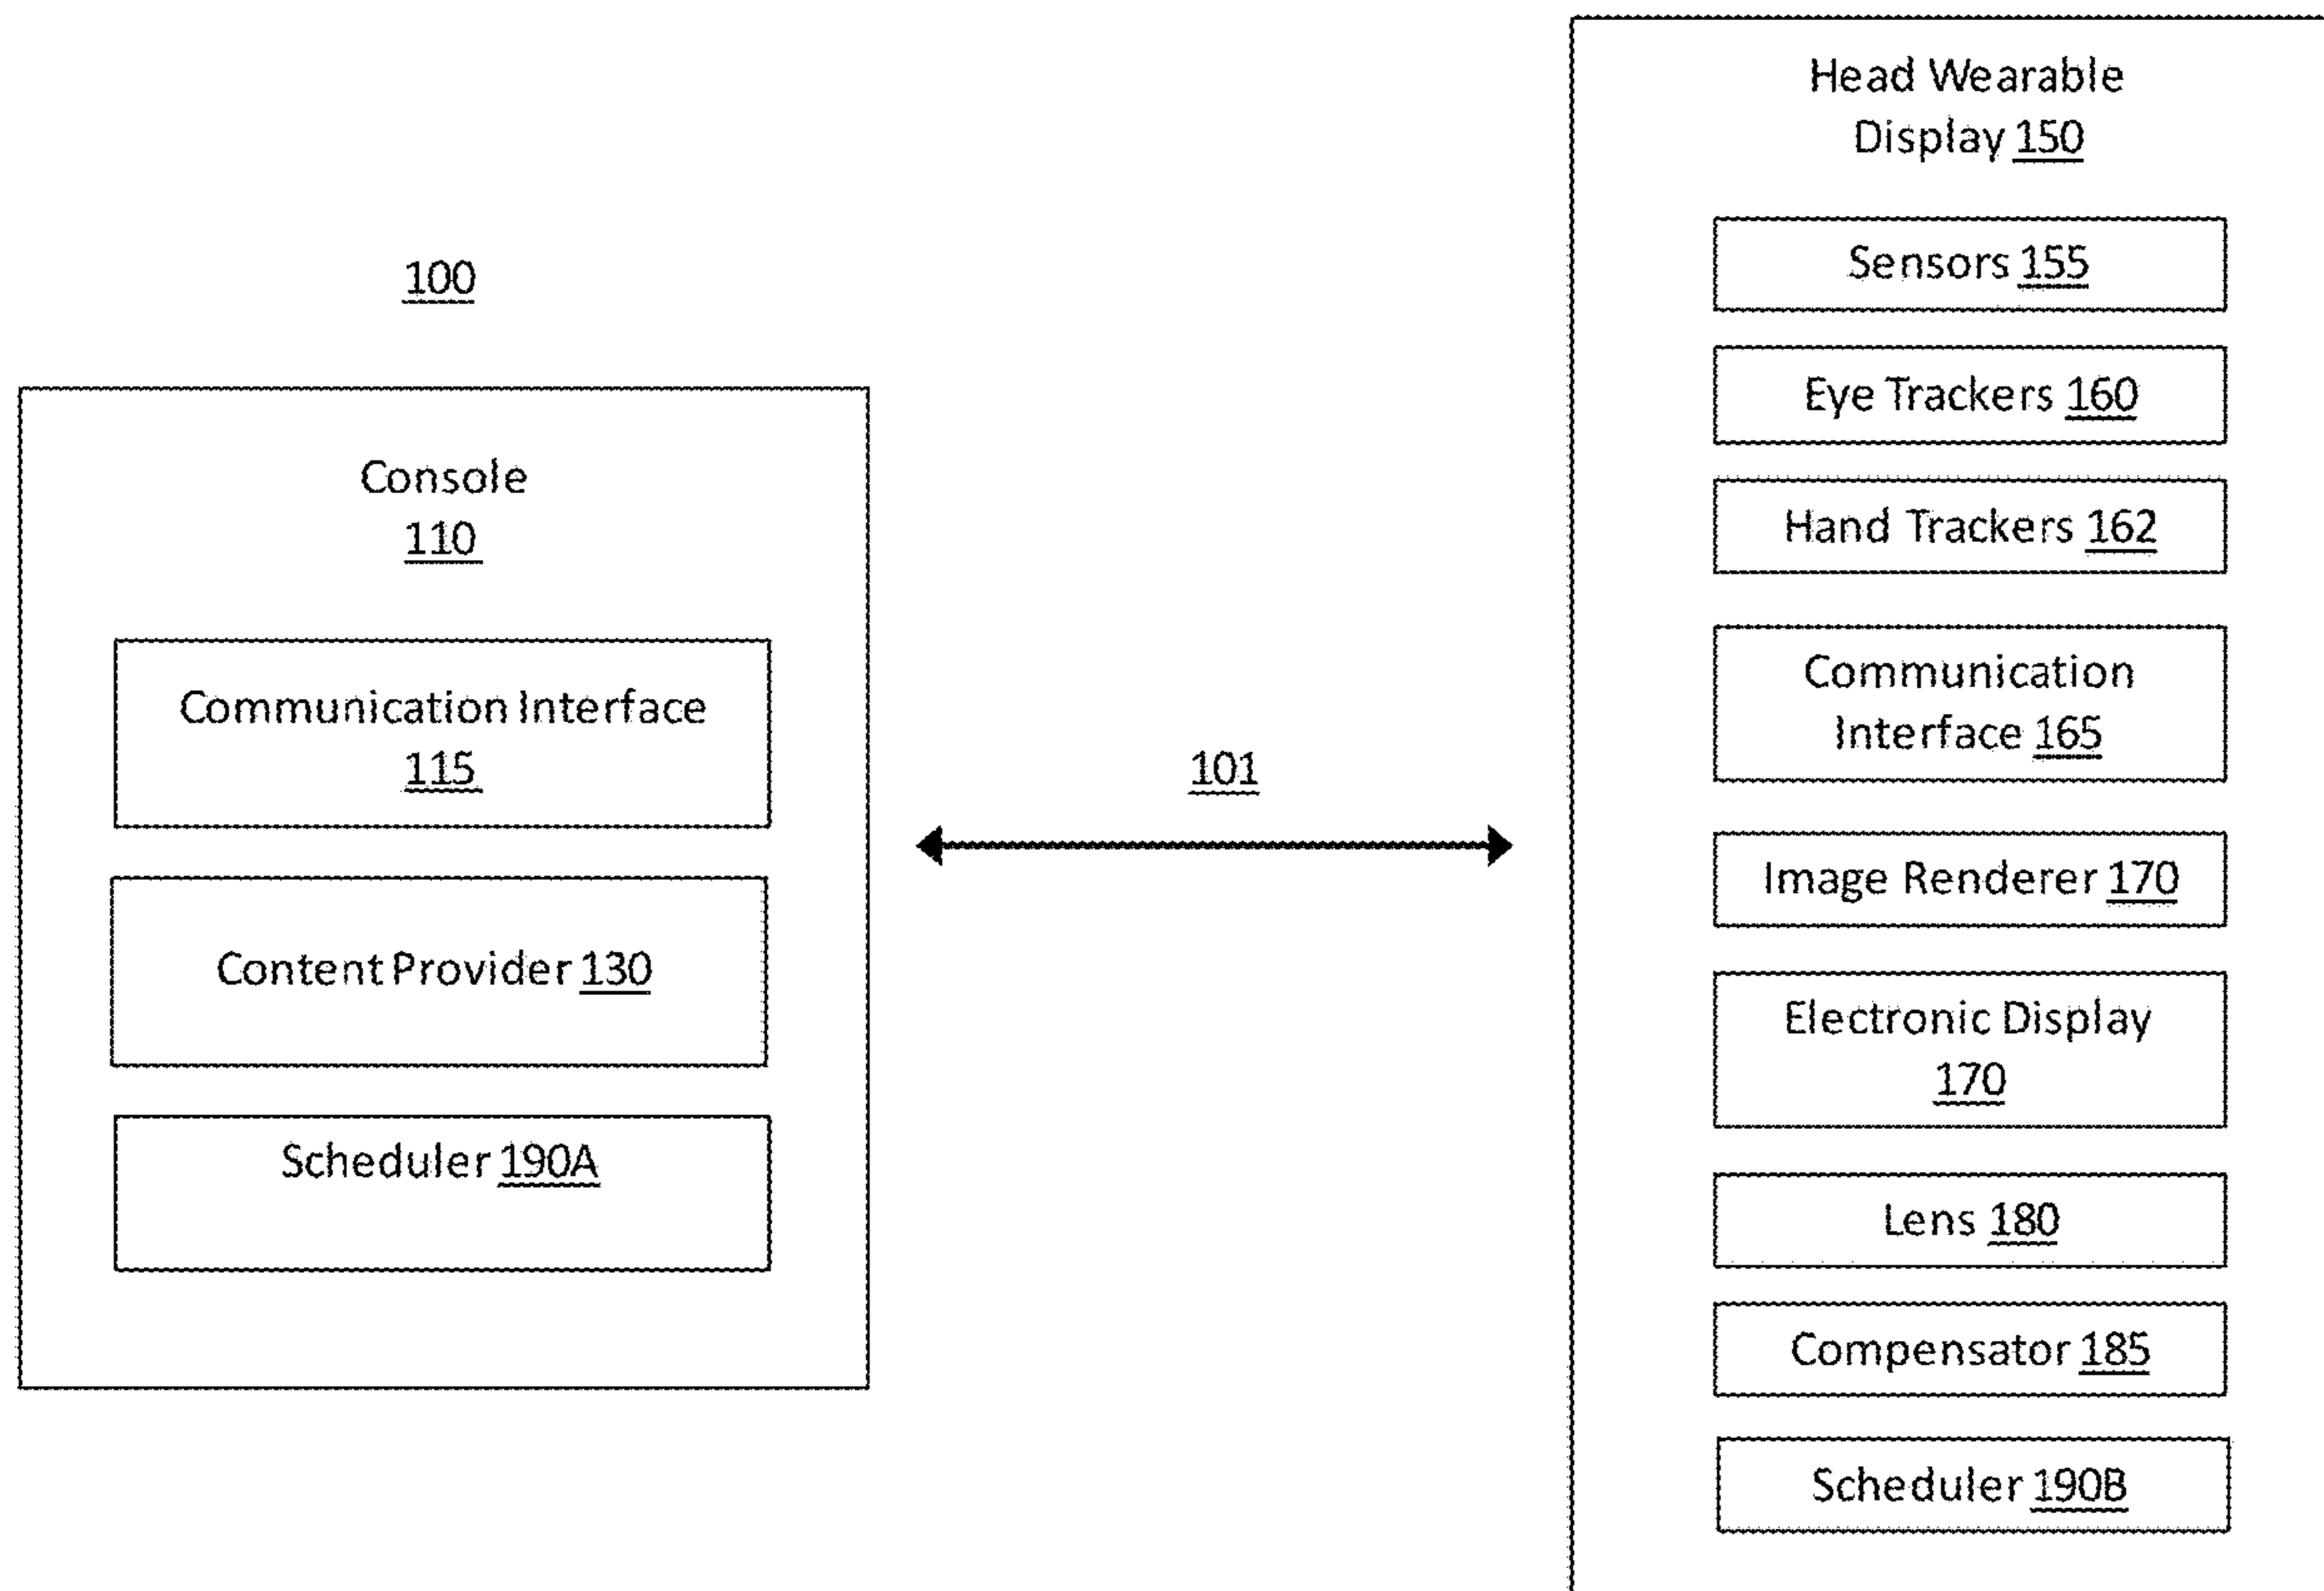 100
Console
110
Communication Interface
115
Content Provider 130
Scheduler 190A
101
Head Wearable
Display 150
Sensors 155
Eye Trackers 160
Hand Trackers 162
Communication
Interface 165
Image Renderer 170
Electronic Display
170
Lens 180
Compensator 185
Scheduler 190B